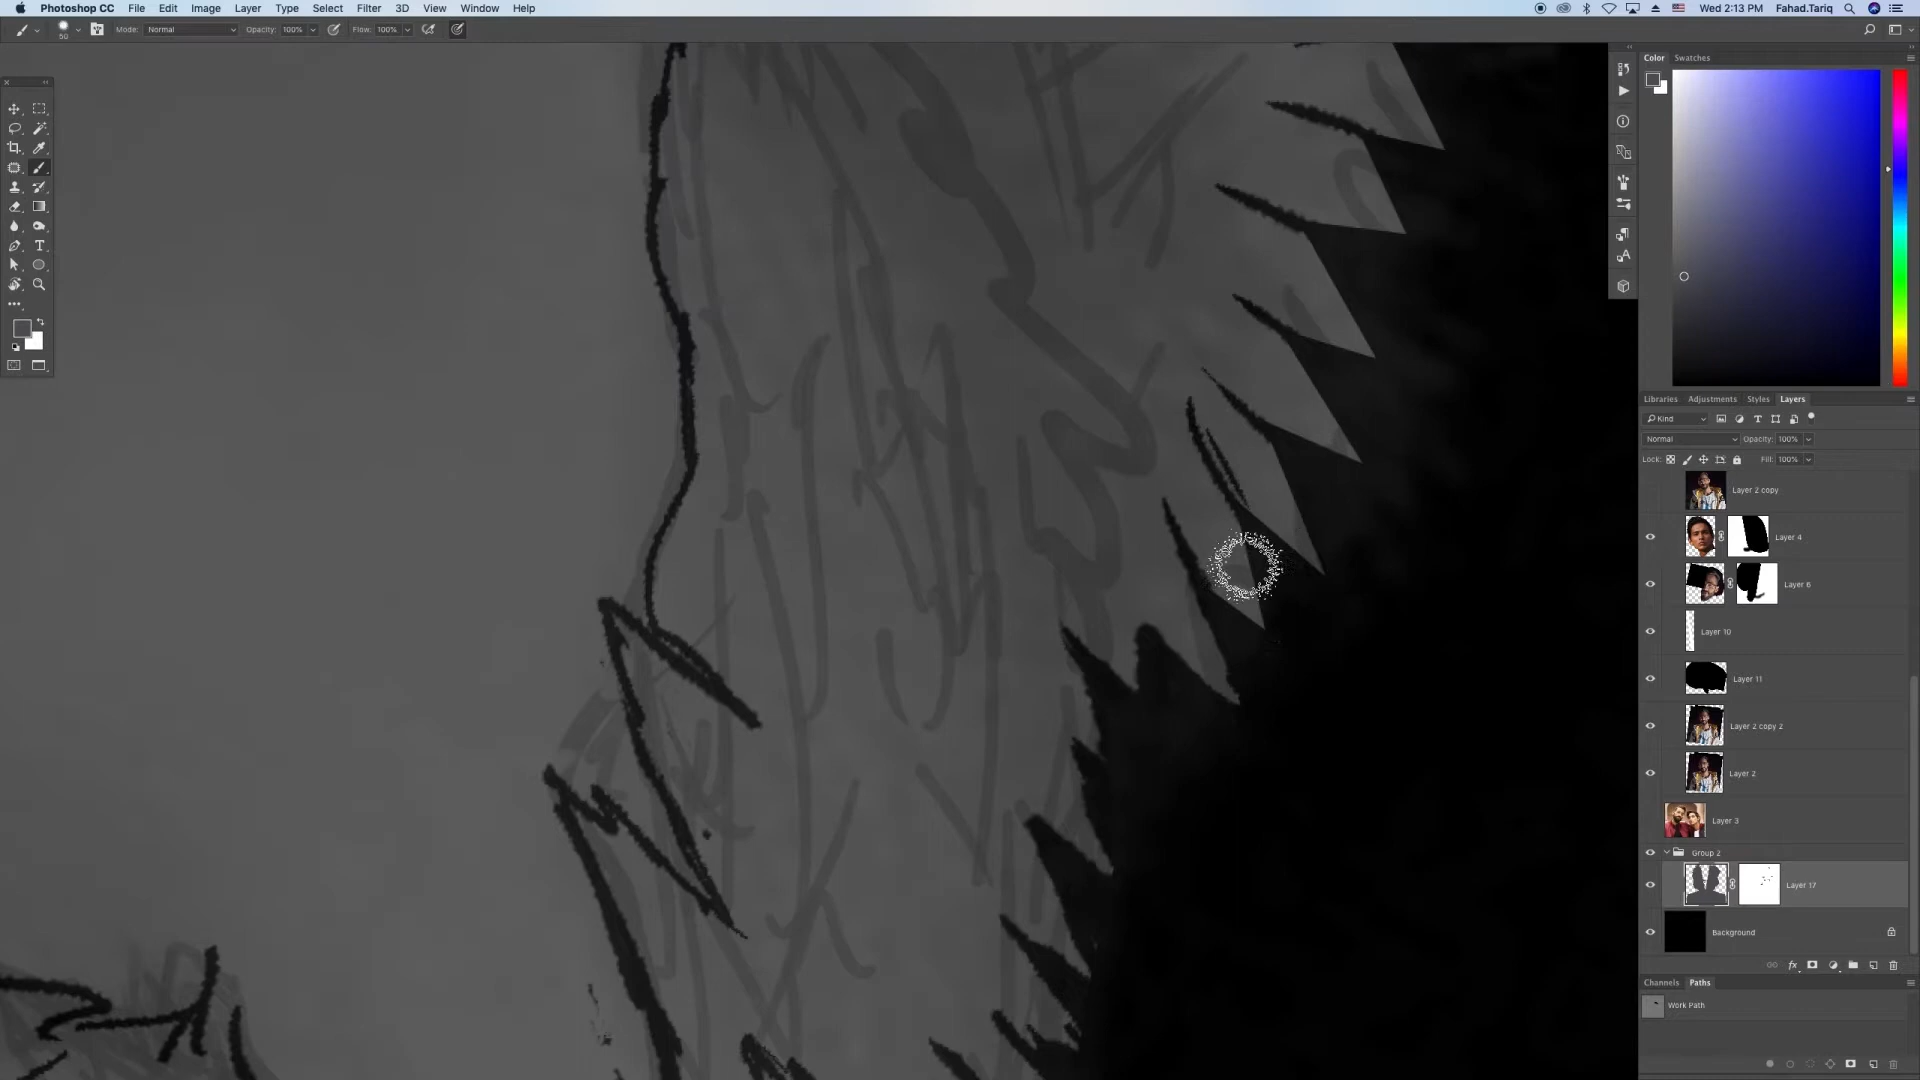 Photoshop CC File Edit Image Layer Type Select Filter 3D View Window Help Wed 2:13 PM Fahad.Tariq
50 Mode: Normal Opacity: 100% Flow: 100%
Color Swatches
Libraries Adjustments Styles Layers
Kind
Normal Opacity: 100%
Lock: Fill: 100%
Layer 2 copy
Layer 4
Layer 6
Layer 10
Layer 11
Layer 2 copy 2
Layer 2
Layer 3
Group 2
Layer 17
Background
fx
Channels Paths
Work Path